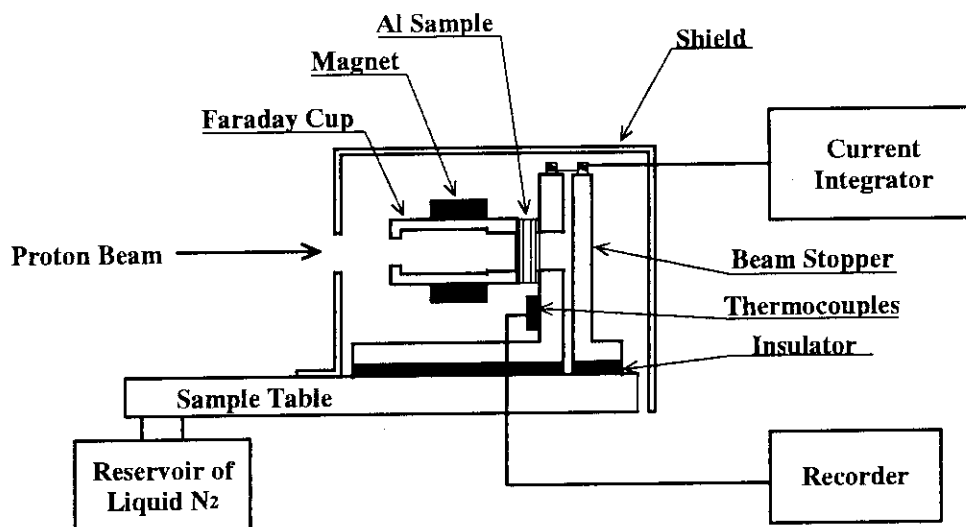 Al Sample
Shield
Magnet
Faraday Cup
Current
Integrator
Proton Beam
Beam Stopper
Thermocouples
Insulator
Sample Table
Reservoir of
Liquid N2
Recorder